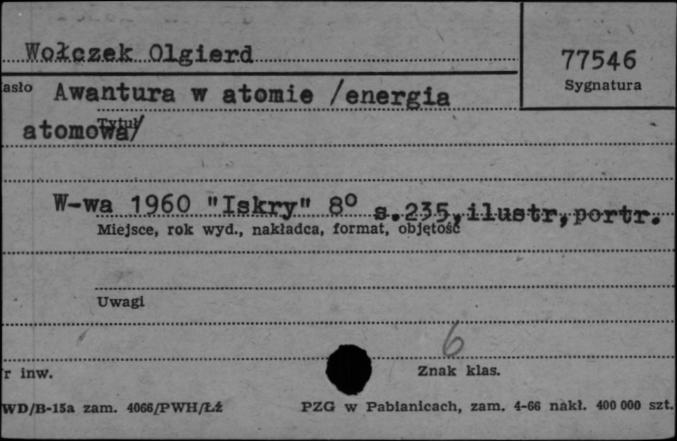 Wołczek Olgierd
77546
Sygnatura
asło Awantura w atomie /energia
atomowa/
Tytuł
W-wa 1960 "Iskry" 8° s.235,ilustr,portr.
Miejsce, rok wyd., nakładca, format, objętość
Uwagi
6
r inw.
Znak klas.
WD/B-15a zam. 4066/PWH/Łż
PZG w Pabianicach, zam. 4-66 nakł. 400 000 szt.